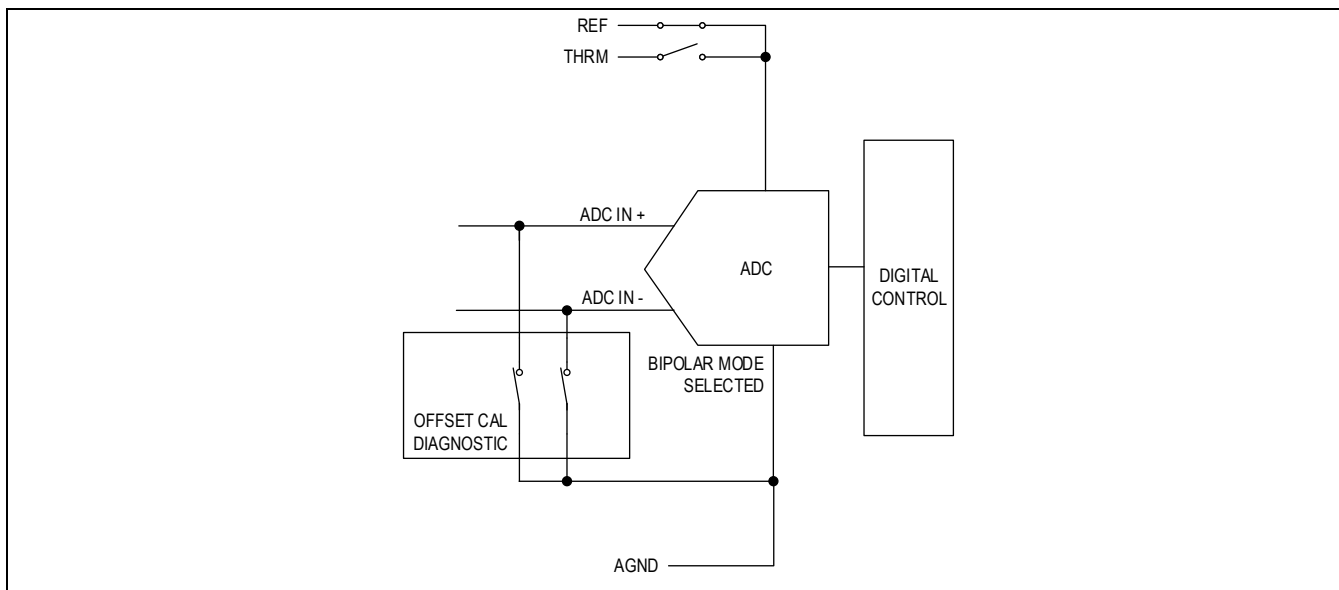 REF
THRM
ADC IN +
ADC
DIGITAL
CONTROL
ADC IN -
BIPOLAR MODE
SELECTED
OFFSET CAL
DIAGNOSTIC
AGND